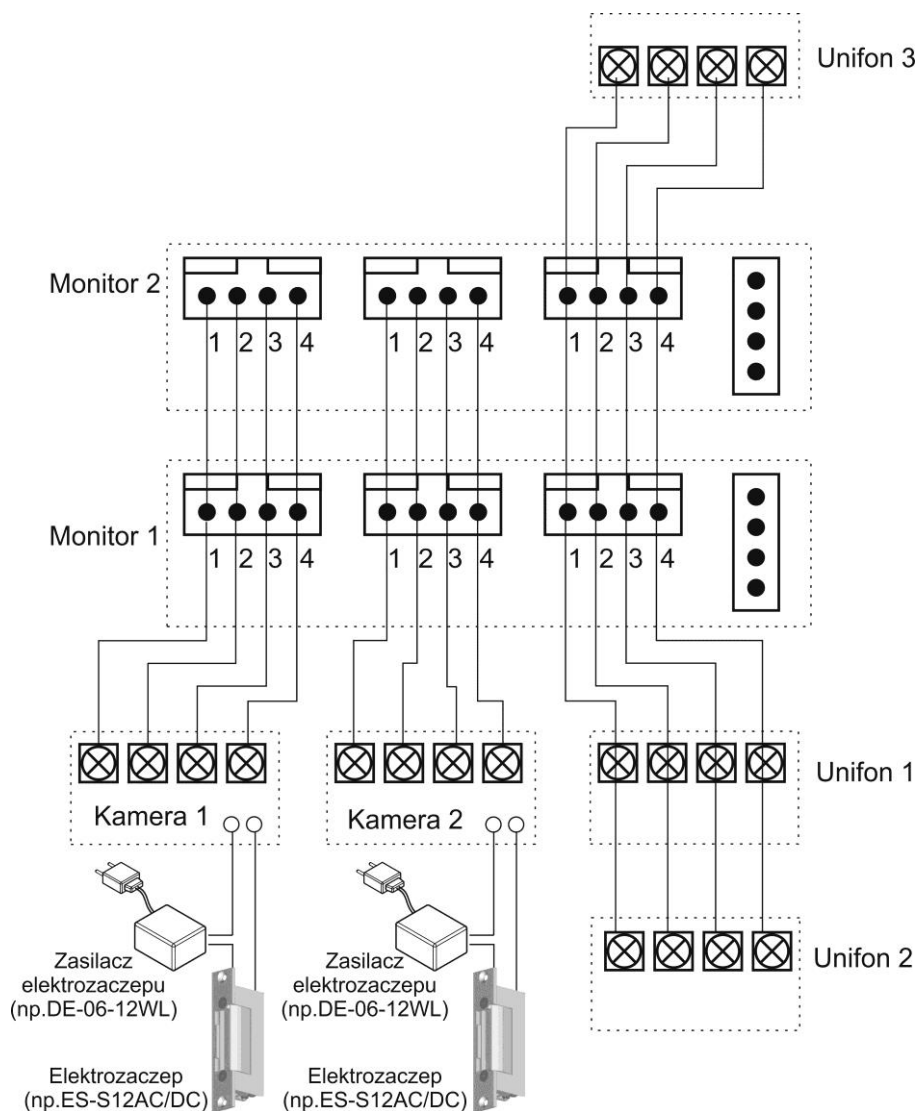 Unifon 3
Monitor 2
1 2 3 4
1 2 3 4
1 2 3 4
Monitor 1
1 2 3 4
1 2 3 4
1 2 3 4
Unifon 1
Kamera 1
Kamera 2
Zasilacz
elektrozaczepu
(np.DE-06-12WL)
Zasilacz
elektrozaczepu
(np.DE-06-12WL)
Unifon 2
Elektrozaczep
(np.ES-S12AC/DC)
Elektrozaczep
(np.ES-S12AC/DC)